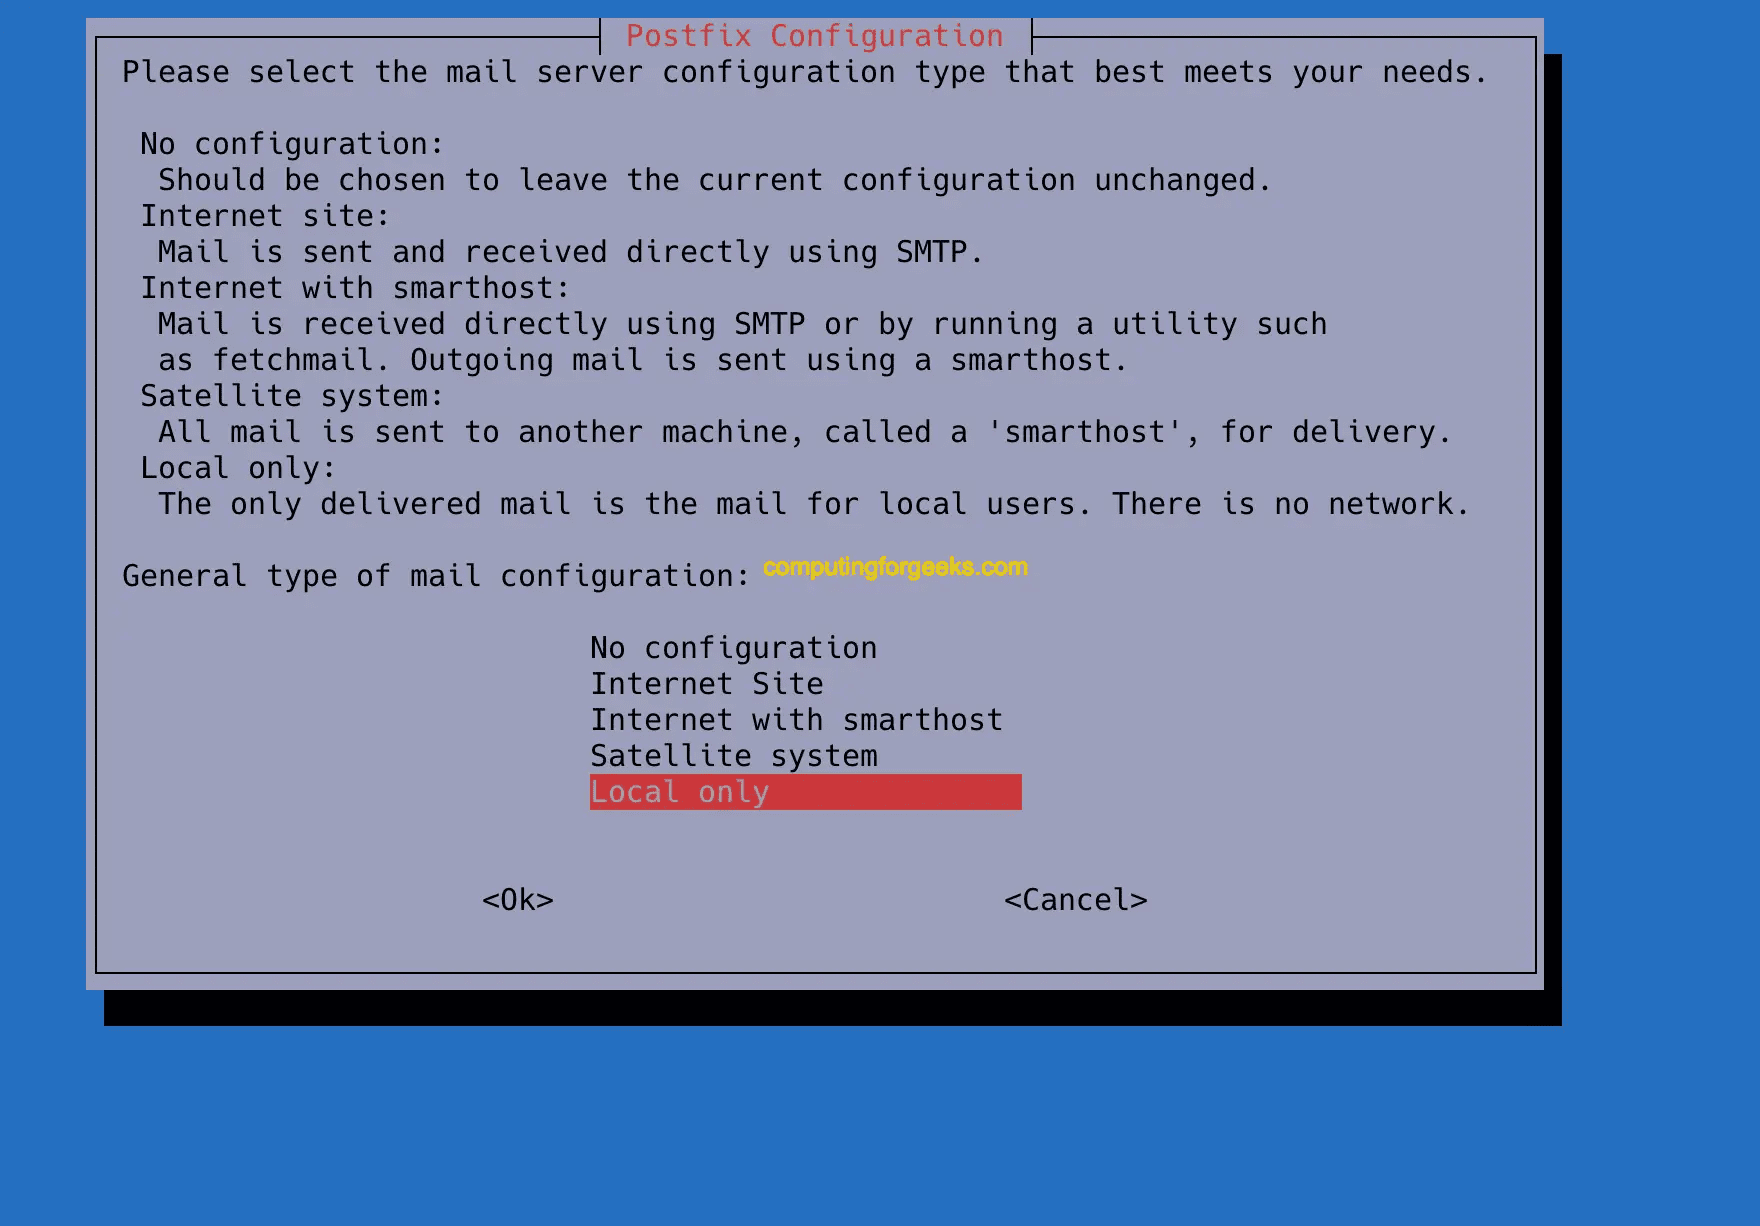 Postfix Configuration
Please select the mail server configuration type that best meets your needs.
No configuration:
Should be chosen to leave the current configuration unchanged.
Internet site:
Mail is sent and received directly using SMTP.
Internet with smarthost:
Mail is received directly using SMTP or by running a utility such
as fetchmail. Outgoing mail is sent using a smarthost.
Satellite system:
All mail is sent to another machine, called a 'smarthost', for delivery.
Local only:
The only delivered mail is the mail for local users. There is no network.
General type of mail configuration: computingforgeeks.com
No configuration
Internet Site
Internet with smarthost
Satellite system
Local only
<Ok> <Cancel>